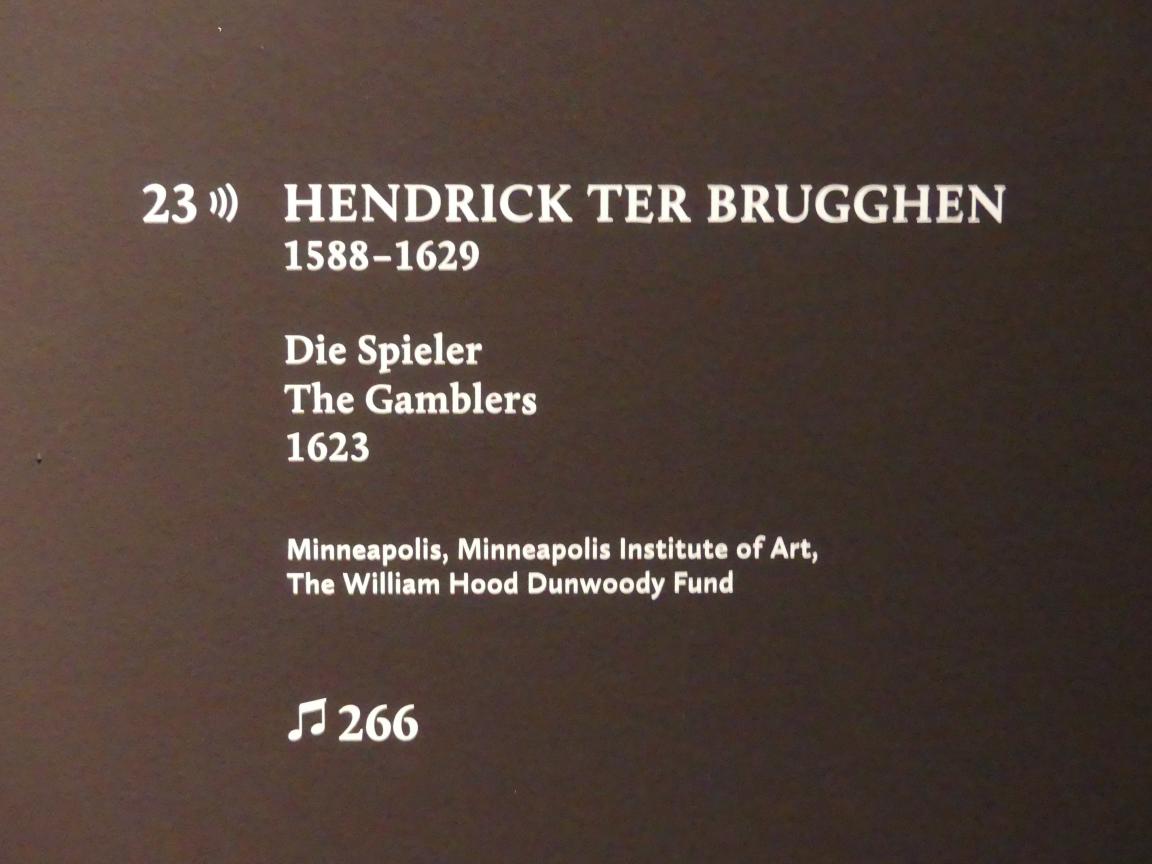 23 HENDRICK TER BRUGGHEN
1588–1629
Die Spieler
The Gamblers
1623
Minneapolis, Minneapolis Institute of Art,
The William Hood Dunwoody Fund
266